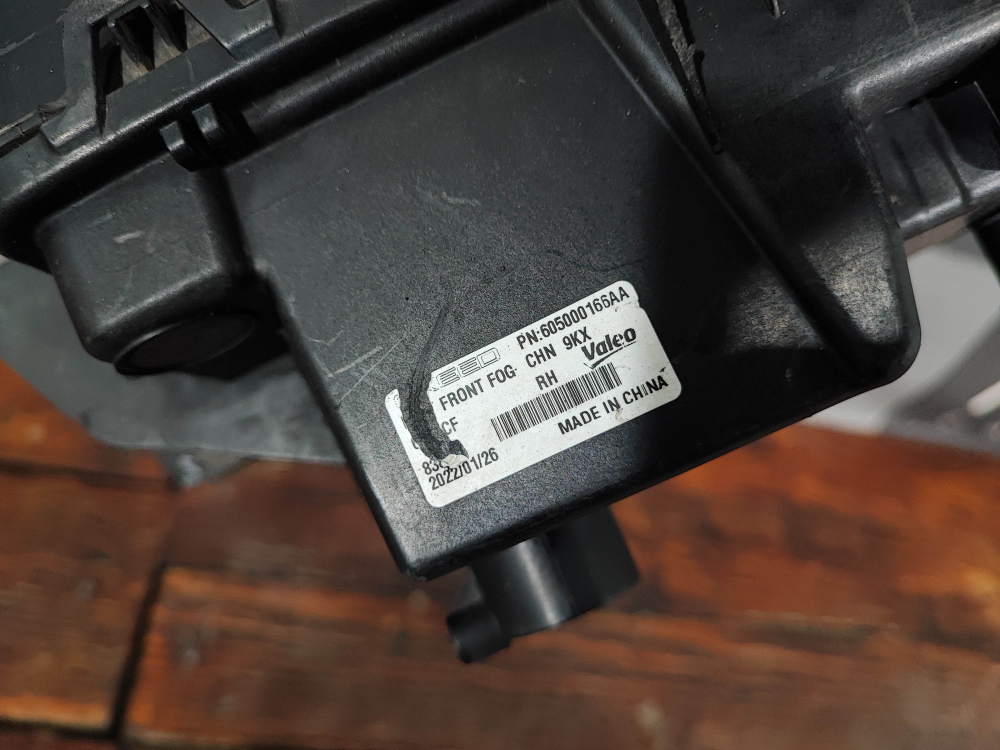 PN:605000166AA
FRONT FOG CHN 9KX
CF RH Valeo
2022/01/26 MADE IN CHINA